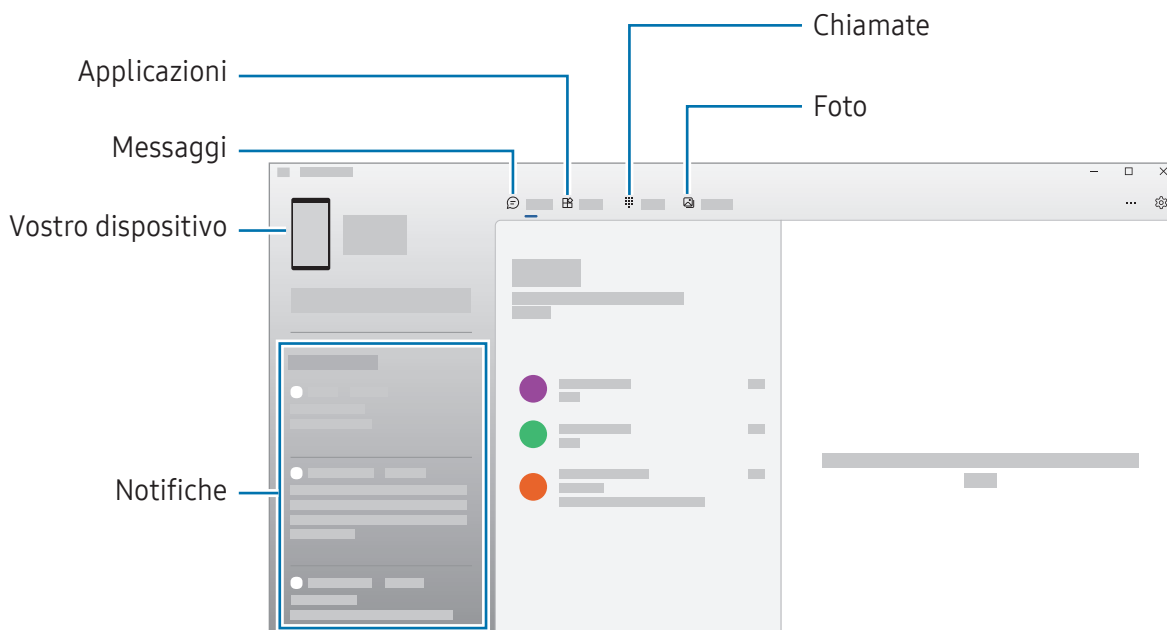 Chiamate
Applicazioni
Foto
Messaggi
Vostro dispositivo
Notifiche